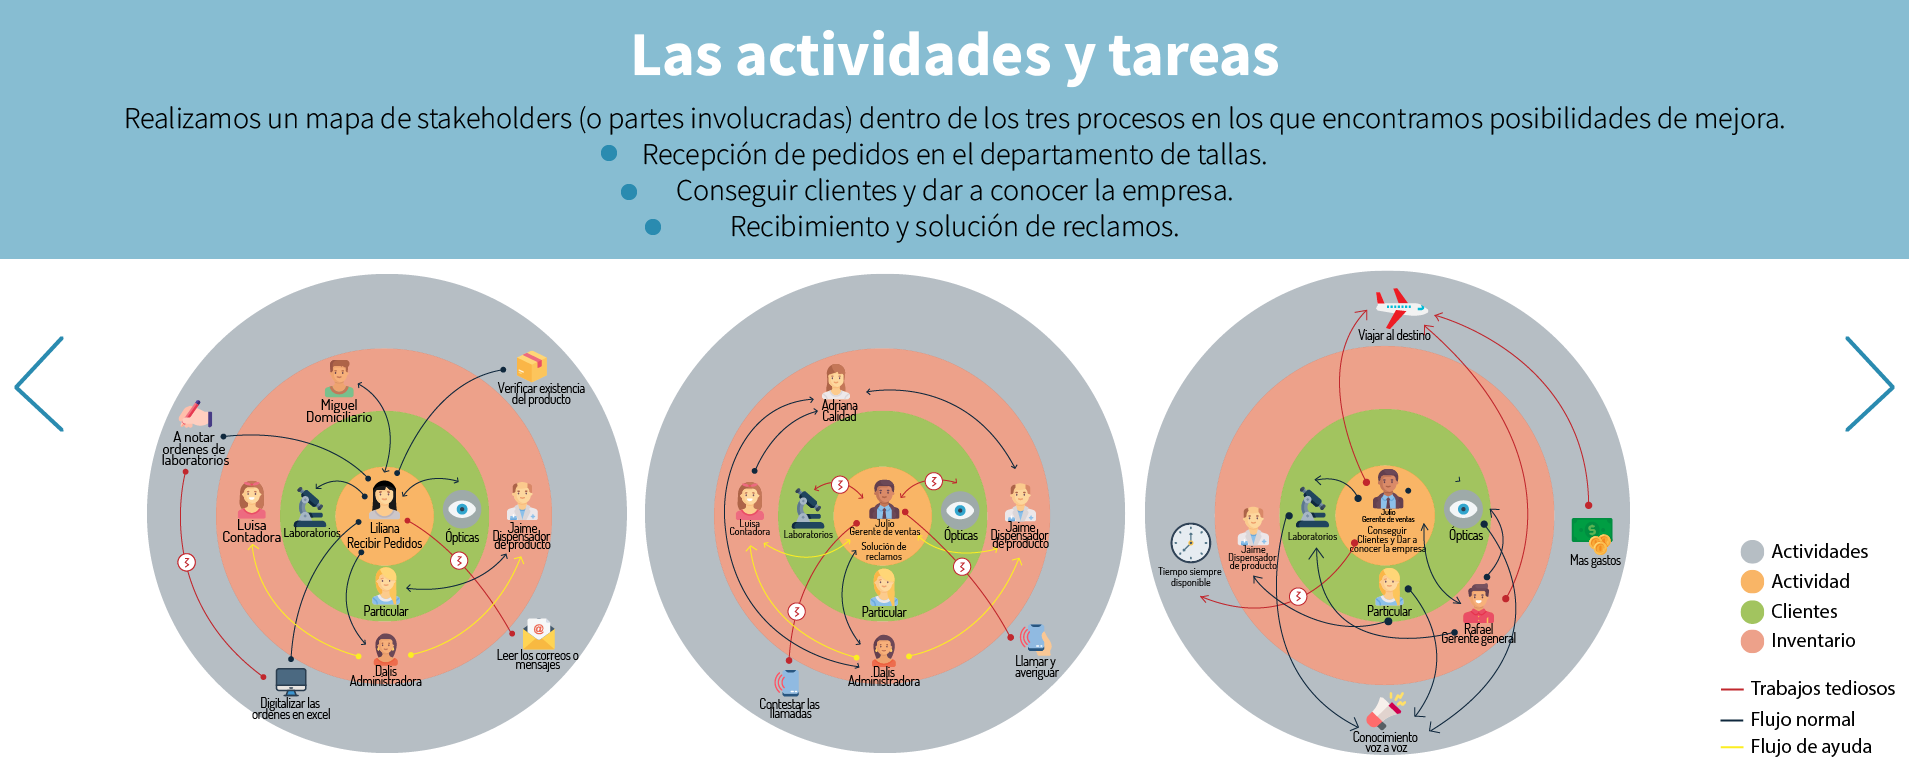 Las actividades y tareas
Realizamos un mapa de stakeholders (o partes involucradas) dentro de los tres procesos en los que encontramos posibilidades de mejora.
Recepción de pedidos en el departamento de tallas.
Conseguir clientes y dar a conocer la empresa.
Recibimiento y solución de reclamos.
Verificar existencia
del producto
Miguel
Domiciliario
A notar
ordenes de
laboratorios
Luisa
Contadora
Laboratorios
Liliana
Recibir Pedidos
Ópticas
Jaime
Dispensador
de producto
Particular
Leer los correos o
mensajes
Dalis
Administradora
Digitalizar las
ordenes en excel
Adriana
Calidad
Luisa
Contadora
Laboratorios
Julio
Gerente de ventas
Solución de
reclamos
Ópticas
Jaime
Dispensador
de producto
Particular
Llamar y
averiguar
Dalis
Administradora
Contestar las
llamadas
Viajar al destino
Julio
Gerente de ventas
Conseguir
Clientes y Dar a
conocer la empresa
Laboratorios
Ópticas
Jaime
Dispensador
de producto
Tiempo siempre
disponible
Mas gastos
Particular
Rafael
Gerente general
Conocimiento
voz a voz
Actividades
Actividad
Clientes
Inventario
Trabajos tediosos
Flujo normal
Flujo de ayuda